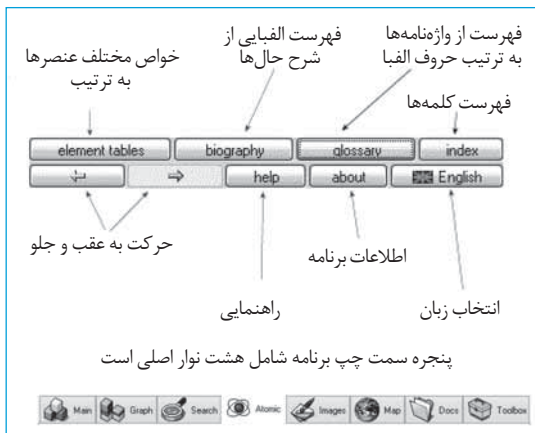 فهرست از واژه‌نامه‌ها
به ترتیب حروف الفبا
فهرست الفبایی از
شرح حال‌ها
خواص مختلف عنصرها
به ترتیب
فهرست کلمه‌ها
element tables
biography
glossary
index
help
about
English
حرکت به عقب و جلو
اطلاعات برنامه
راهنمایی
انتخاب زبان
پنجره سمت چپ برنامه شامل هشت نوار اصلی است
Main
Graph
Search
Atomic
Images
Map
Docs
Toolbox